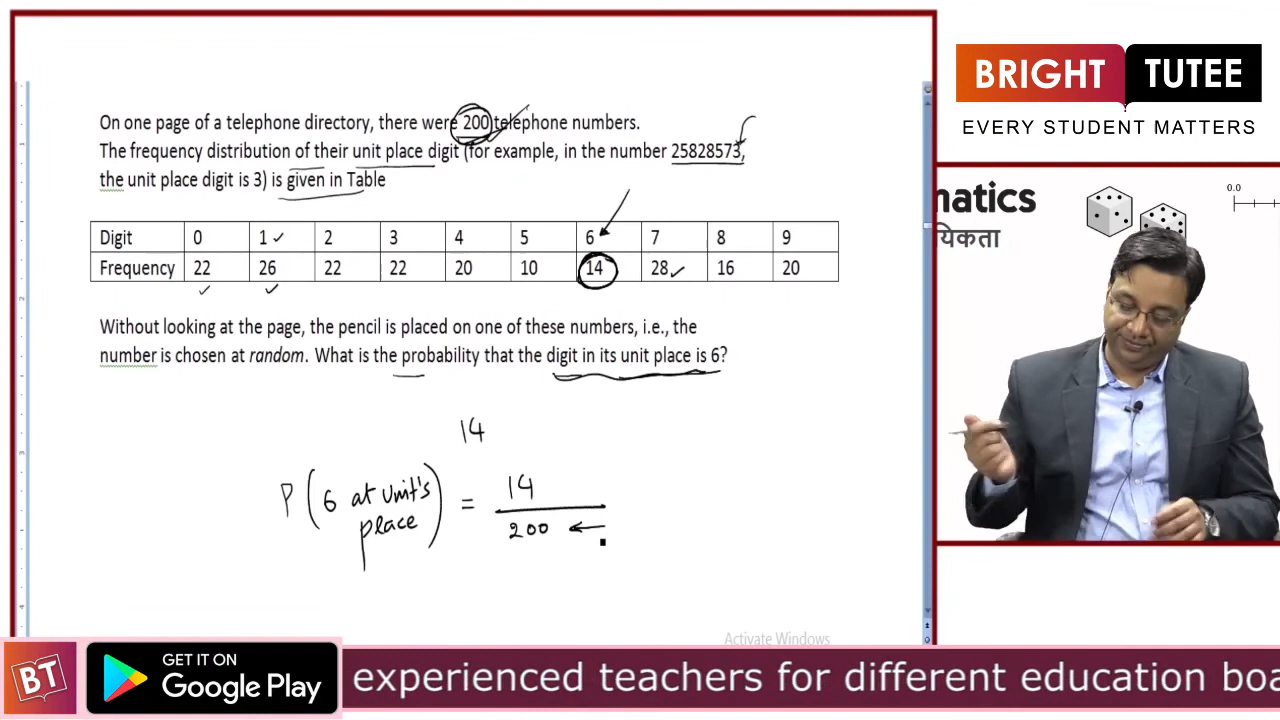 On one page of a telephone directory, there were 200 telephone numbers.
The frequency distribution of their unit place digit (for example, in the number 25828573,
the unit place digit is 3) is given in Table
Digit 0 1 2 3 4 5 6 7 8 9
Frequency 22 26 22 22 20 10 14 28 16 20
Without looking at the page, the pencil is placed on one of these numbers, i.e., the
number is chosen at random. What is the probability that the digit in its unit place is 6?
14
P ( 6 at unit's place ) = 14
200
Activate Windows
BRIGHT TUTEE
EVERY STUDENT MATTERS
matics
यिकता
0.0
BT
GET IT ON
Google Play
experienced teachers for different education boa